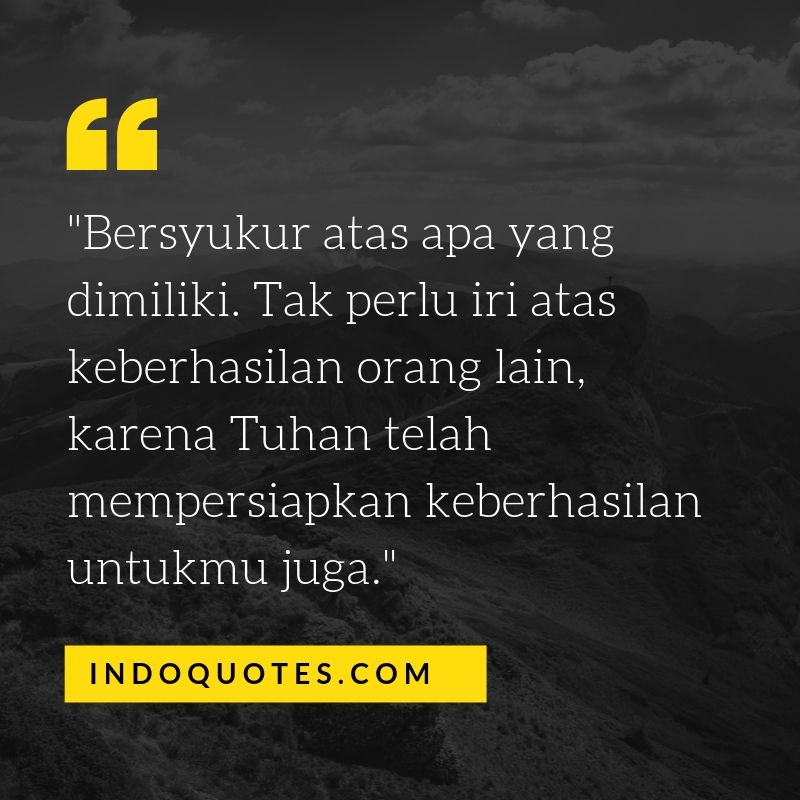 "Bersyukur atas apa yang
dimiliki. Tak perlu iri atas
keberhasilan orang lain,
karena Tuhan telah
mempersiapkan keberhasilan
untukmu juga."
INDOQUOTES.COM